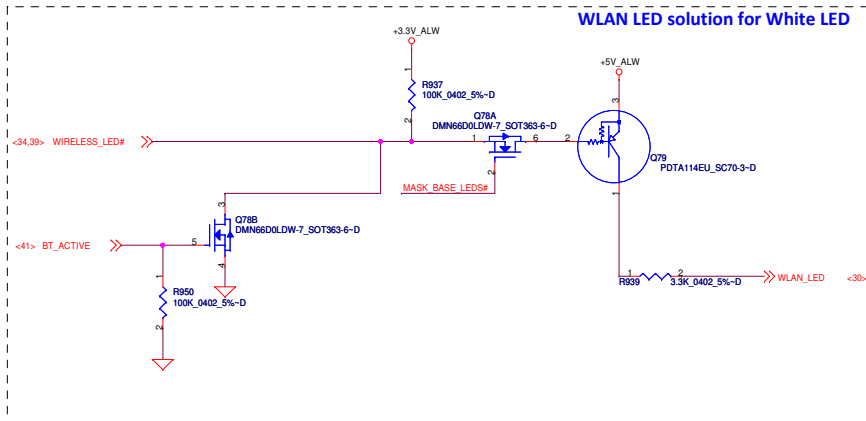 WLAN LED solution for White LED
+3.3V_ALW
+5V_ALW
1
R937
100K_0402_5%~D
2
3
Q78A
DMN66D0LDW-7_SOT363-6~D
<34,39> WIRELESS_LED#
1
6
2
2
Q79
PDTA114EU_SC70-3~D
MASK_BASE_LEDS#
1
3
Q78B
DMN66D0LDW-7_SOT363-6~D
<41> BT_ACTIVE
5
4
1
R950
100K_0402_5%~D
2
1
2
R939
3.3K_0402_5%~D
WLAN_LED
<30>